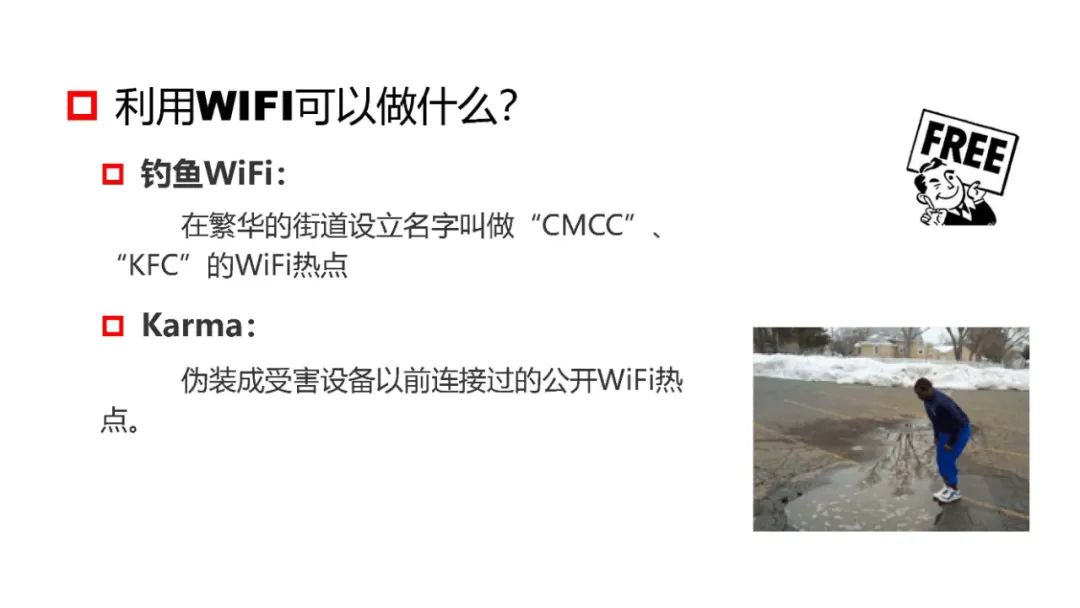 利用WIFI可以做什么？
钓鱼WiFi：
在繁华的街道设立名字叫做“CMCC”、
“KFC”的WiFi热点
Karma：
伪装成受害设备以前连接过的公开WiFi热
点。
FREE